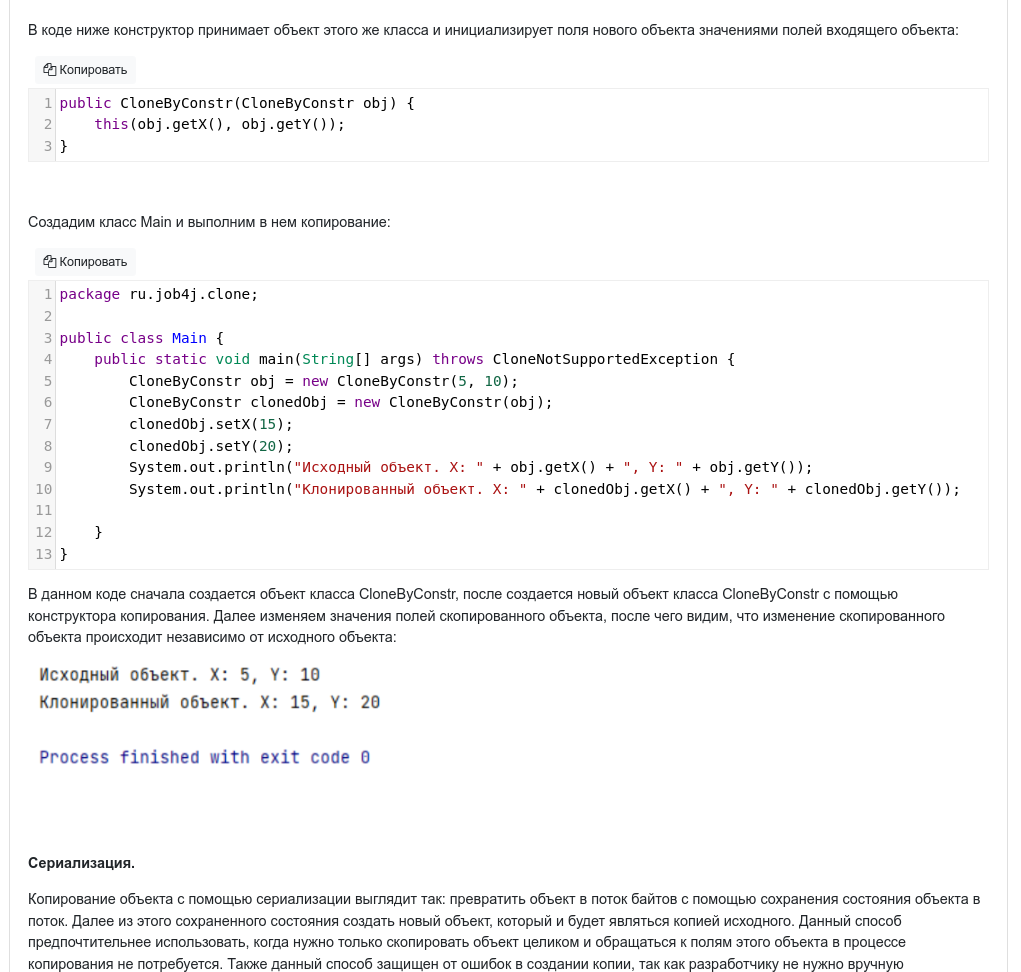 В коде ниже конструктор принимает объект этого же класса и инициализирует поля нового объекта значениями полей входящего объекта:
Копировать
1 public CloneByConstr(CloneByConstr obj) {
2     this(obj.getX(), obj.getY());
3 }
Создадим класс Main и выполним в нем копирование:
Копировать
1 package ru.job4j.clone;
2
3 public class Main {
4     public static void main(String[] args) throws CloneNotSupportedException {
5         CloneByConstr obj = new CloneByConstr(5, 10);
6         CloneByConstr clonedObj = new CloneByConstr(obj);
7         clonedObj.setX(15);
8         clonedObj.setY(20);
9         System.out.println("Исходный объект. X: " + obj.getX() + ", Y: " + obj.getY());
10         System.out.println("Клонированный объект. X: " + clonedObj.getX() + ", Y: " + clonedObj.getY());
11
12     }
13 }
В данном коде сначала создается объект класса CloneByConstr, после создается новый объект класса CloneByConstr с помощью
конструктора копирования. Далее изменяем значения полей скопированного объекта, после чего видим, что изменение скопированного
объекта происходит независимо от исходного объекта:
Исходный объект. X: 5, Y: 10
Клонированный объект. X: 15, Y: 20
Process finished with exit code 0
Сериализация.
Копирование объекта с помощью сериализации выглядит так: превратить объект в поток байтов с помощью сохранения состояния объекта в
поток. Далее из этого сохраненного состояния создать новый объект, который и будет являться копией исходного. Данный способ
предпочтительнее использовать, когда нужно только скопировать объект целиком и обращаться к полям этого объекта в процессе
копирования не потребуется. Также данный способ защищен от ошибок в создании копии, так как разработчику не нужно вручную